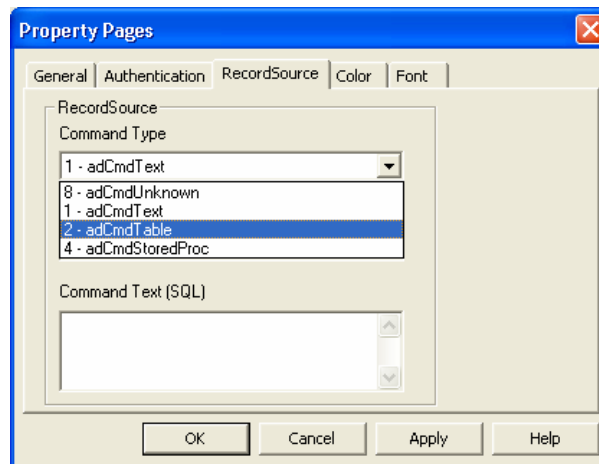 Property Pages
General Authentication RecordSource Color Font
RecordSource
Command Type
1 - adCmdText
8 - adCmdUnknown
1 - adCmdText
2 - adCmdTable
4 - adCmdStoredProc
Command Text (SQL)
OK Cancel Apply Help